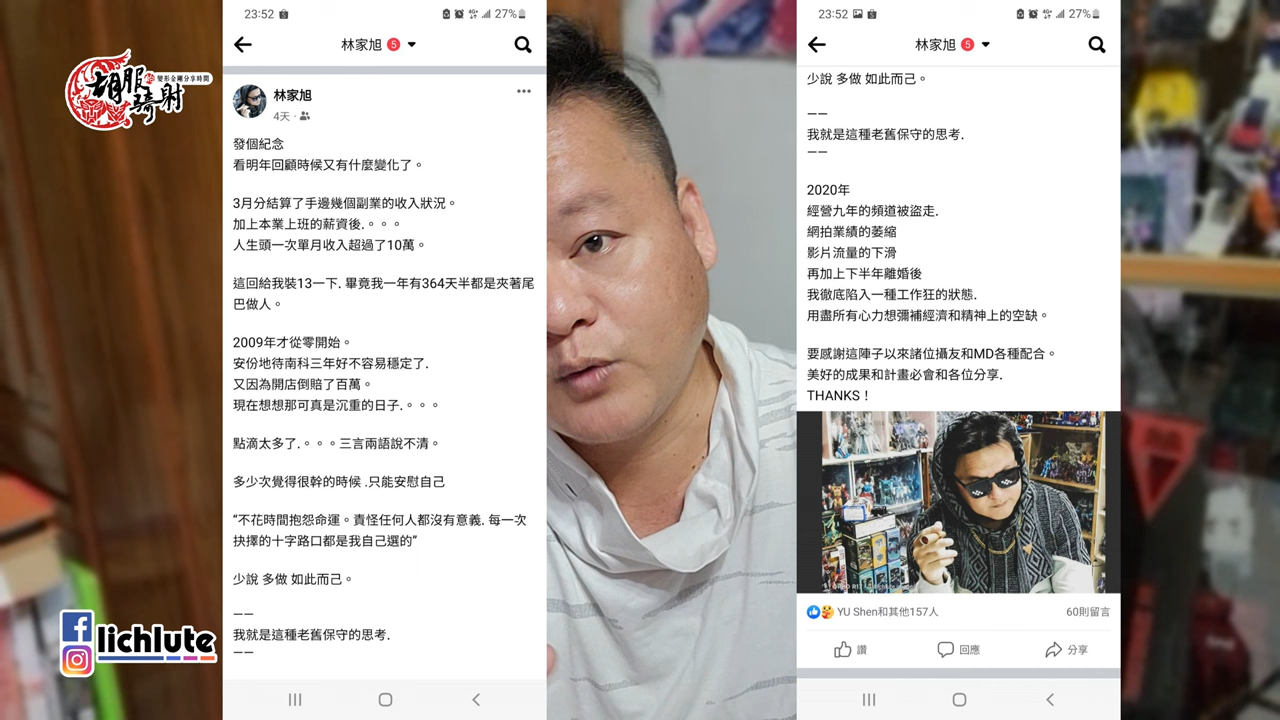 胡服騎射
變形金剛分享時間
lichlute
23:52
4G+
27%
林家旭 5
林家旭
4天
發個紀念
看明年回顧時候又有什麼變化了。
3月分結算了手邊幾個副業的收入狀況。
加上本業上班的薪資後.。。。
人生頭一次單月收入超過了10萬。
這回給我裝13一下. 畢竟我一年有364天半都是夾著尾
巴做人。
2009年才從零開始。
安份地待南科三年好不容易穩定了.
又因為開店倒賠了百萬。
現在想想那可真是沉重的日子.。。。
點滴太多了.。。。三言兩語說不清。
多少次覺得很幹的時候 .只能安慰自己
“不花時間抱怨命運。責怪任何人都沒有意義. 每一次
抉擇的十字路口都是我自己選的”
少說 多做 如此而己。
——
我就是這種老舊保守的思考.
——
23:52
4G+
27%
林家旭 5
少說 多做 如此而己。
——
我就是這種老舊保守的思考.
——
2020年
經營九年的頻道被盜走.
網拍業績的萎縮
影片流量的下滑
再加上下半年離婚後
我徹底陷入一種工作狂的狀態.
用盡所有心力想彌補經濟和精神上的空缺。
要感謝這陣子以來諸位攝友和MD各種配合。
美好的成果和計畫必會和各位分享.
THANKS！
YU Shen和其他157人
60則留言
讚
回應
分享